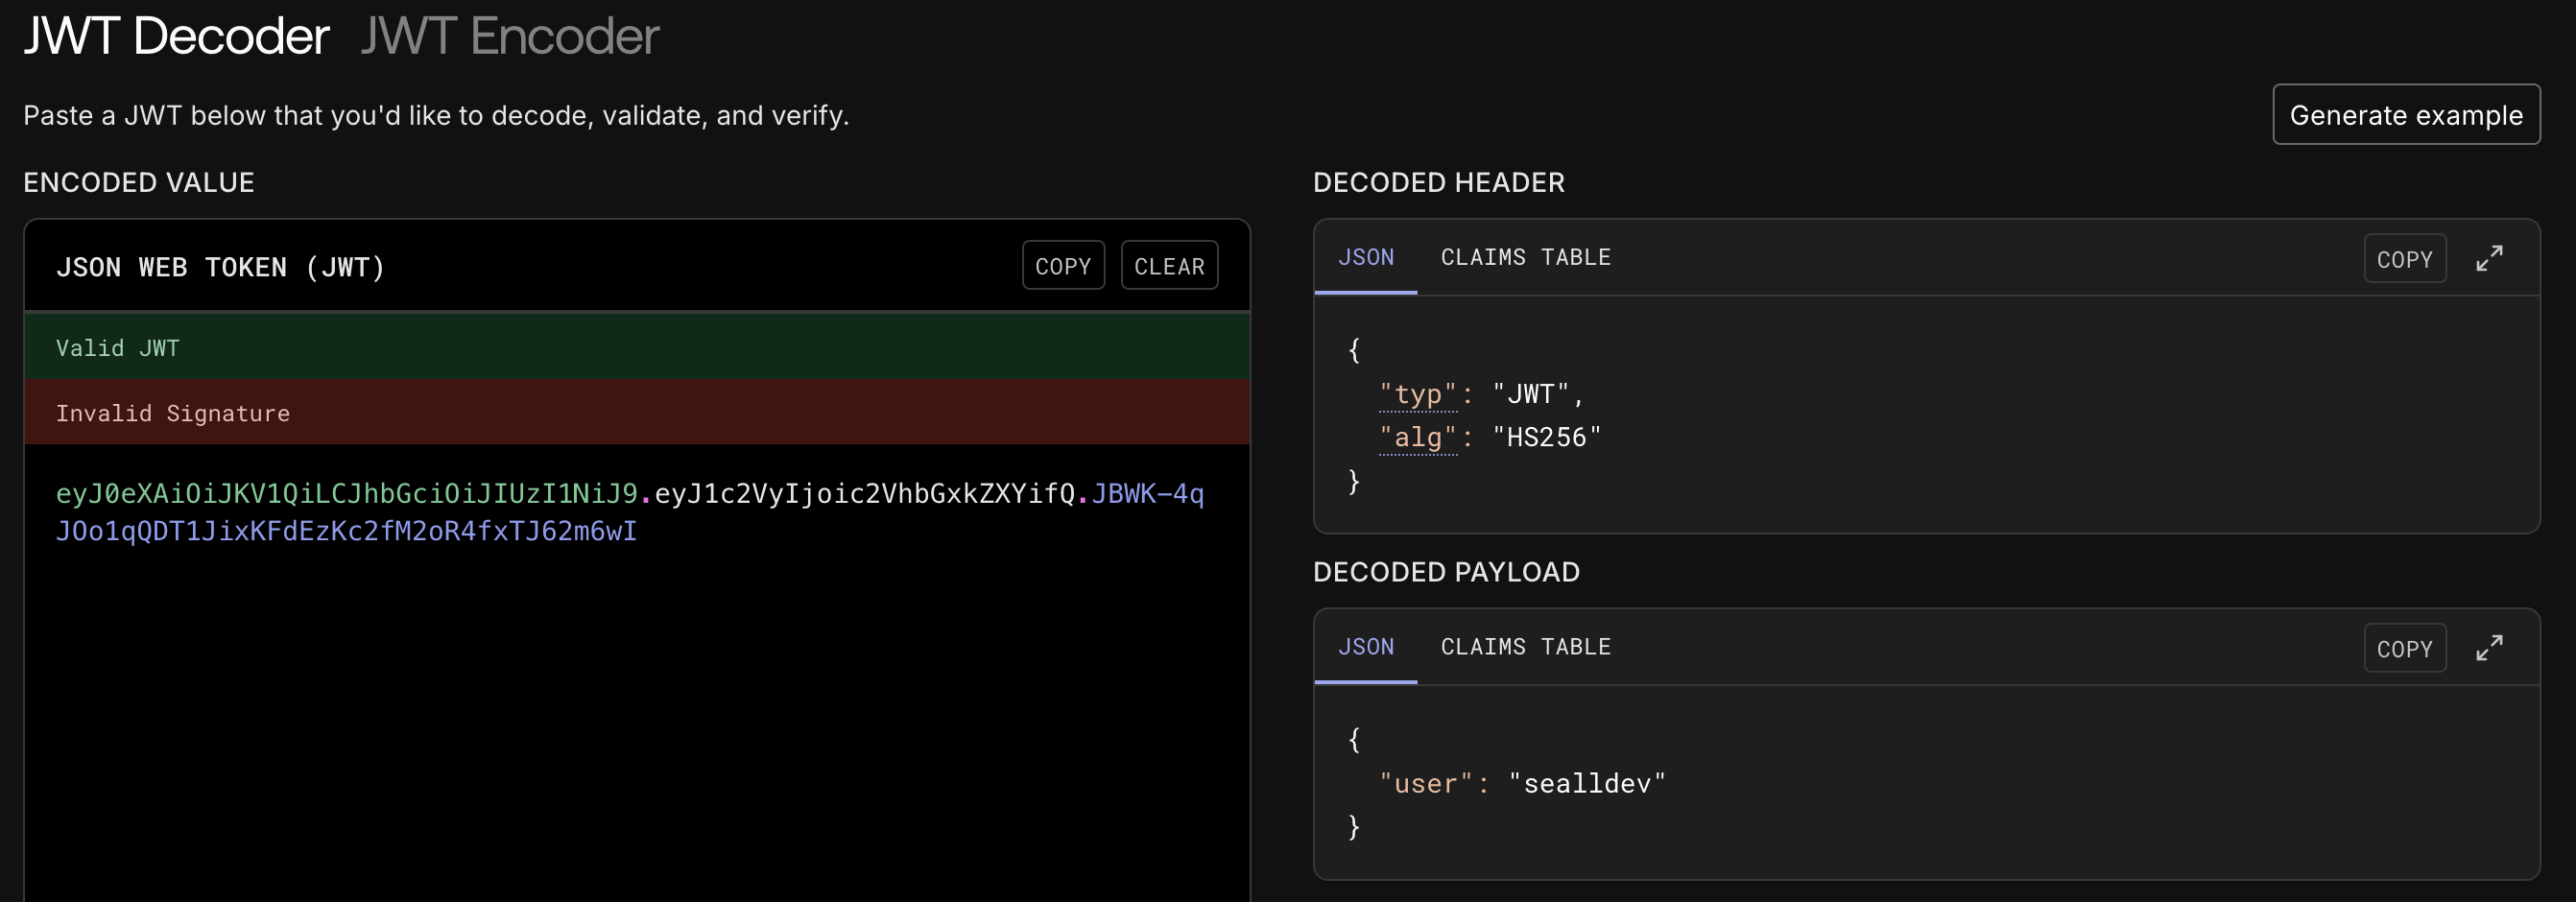 JWT Decoder JWT Encoder
Paste a JWT below that you'd like to decode, validate, and verify.
Generate example
ENCODED VALUE
JSON WEB TOKEN (JWT)
COPY
CLEAR
Valid JWT
Invalid Signature
eyJ0eXAiOiJKV1QiLCJhbGciOiJIUzI1NiJ9.eyJ1c2VyIjoic2VhbGxkZXYifQ.JBWK-4q
JOo1qQDT1JixKFdEzKc2fM2oR4fxTJ62m6wI
DECODED HEADER
JSON
CLAIMS TABLE
COPY
{
"typ": "JWT",
"alg": "HS256"
}
DECODED PAYLOAD
JSON
CLAIMS TABLE
COPY
{
"user": "sealldev"
}